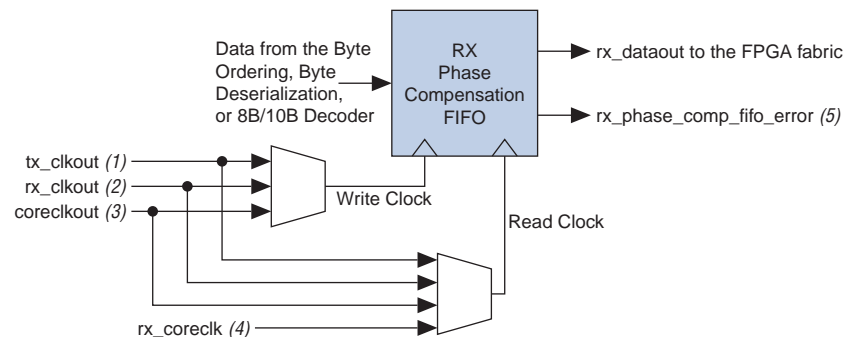 Data from the Byte
Ordering, Byte
Deserialization,
or 8B/10B Decoder
RX
Phase
Compensation
FIFO
rx_dataout to the FPGA fabric
rx_phase_comp_fifo_error (5)
tx_clkout (1)
rx_clkout (2)
coreclkout (3)
Write Clock
Read Clock
rx_coreclk (4)